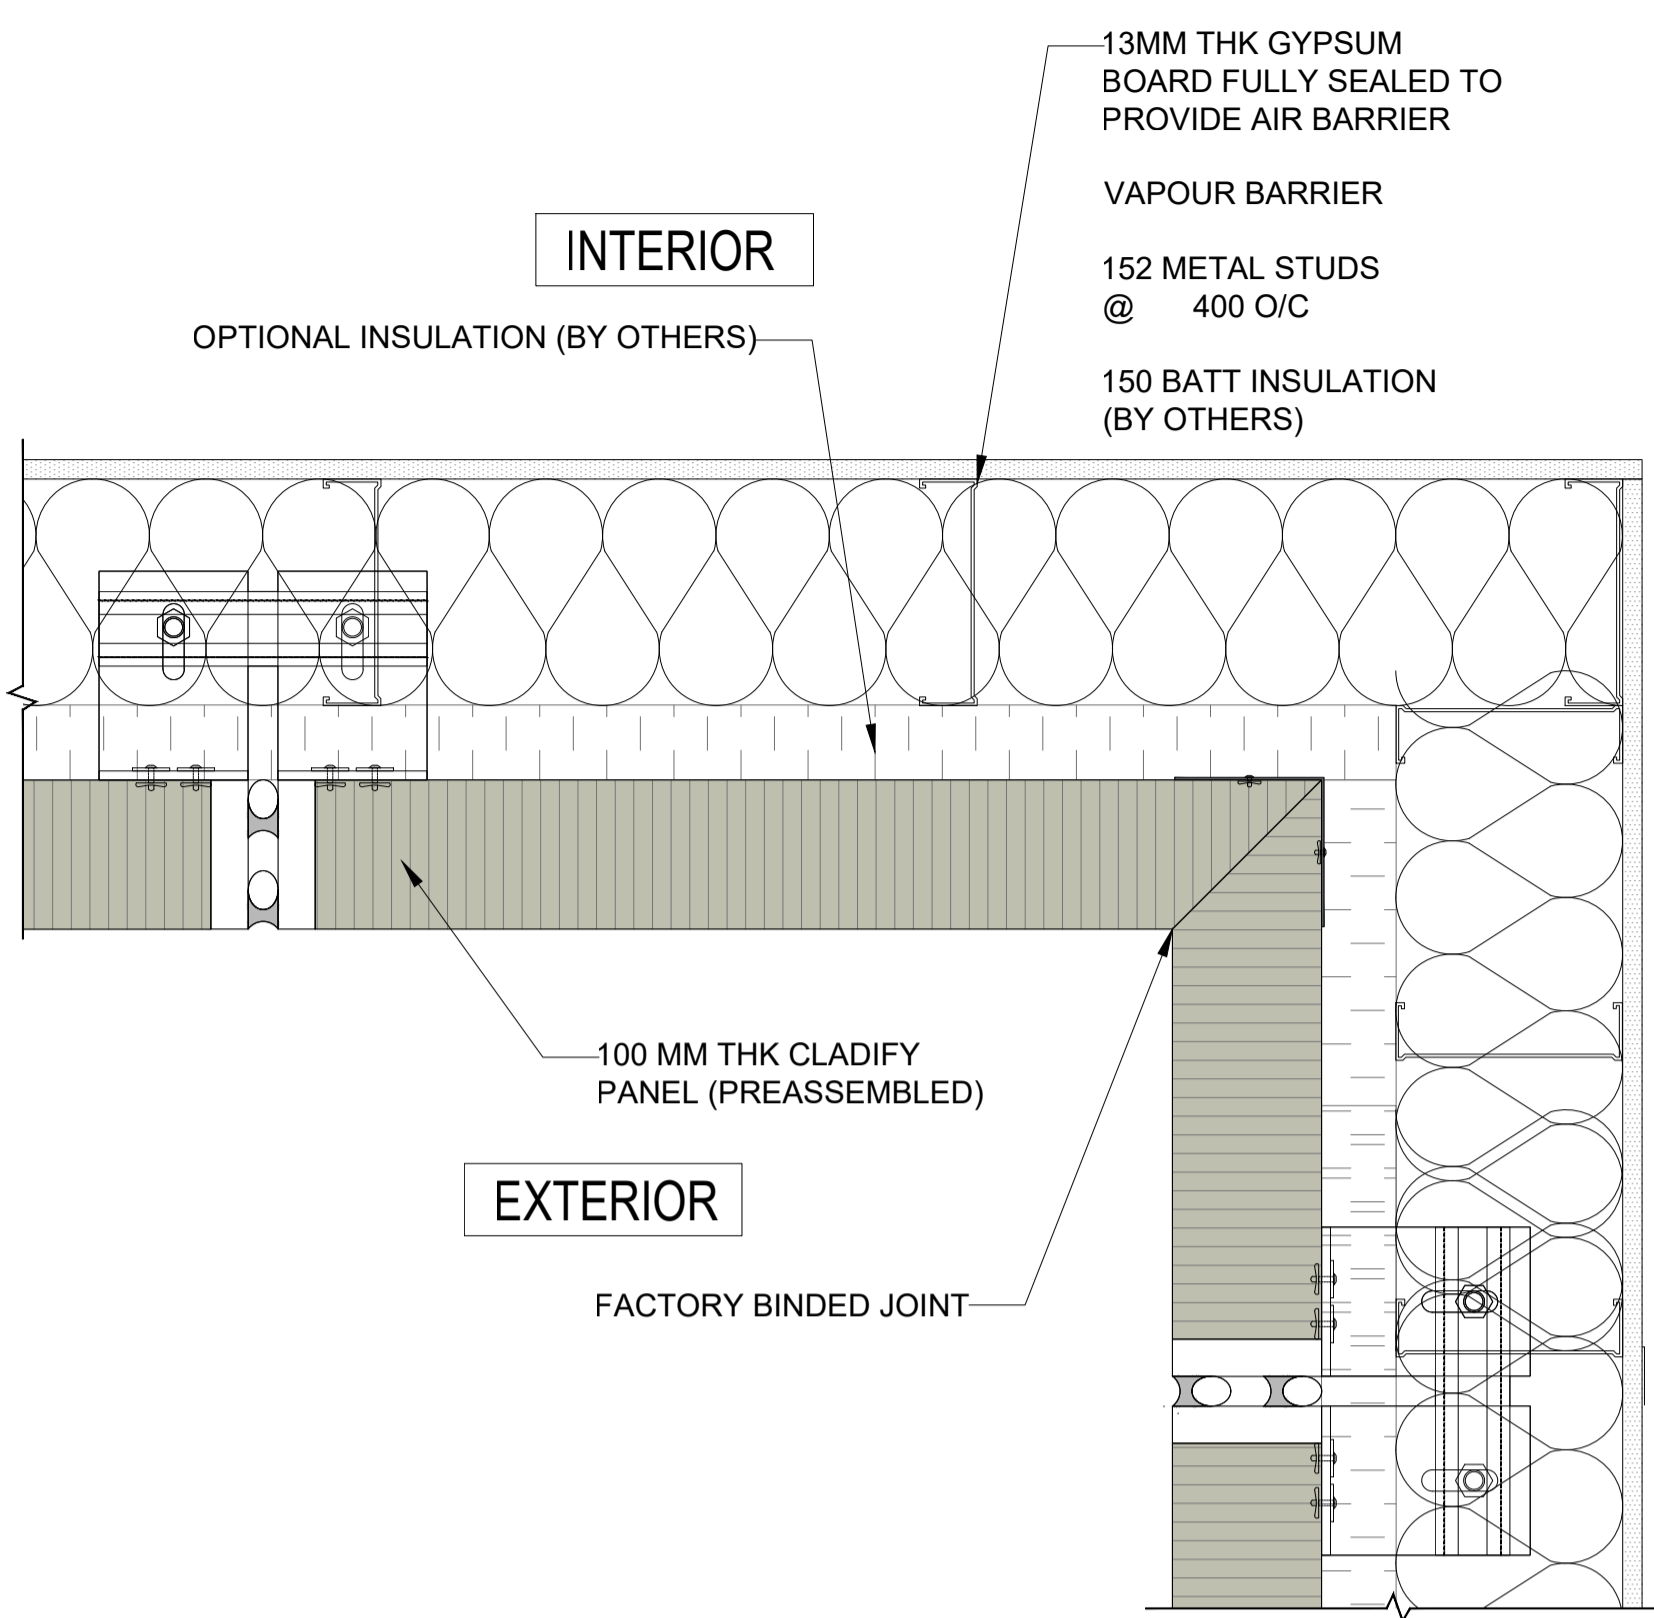 13MM THK GYPSUM
BOARD FULLY SEALED TO
PROVIDE AIR BARRIER
VAPOUR BARRIER
152 METAL STUDS
@ 400 O/C
150 BATT INSULATION
(BY OTHERS)
INTERIOR
OPTIONAL INSULATION (BY OTHERS)
100 MM THK CLADIFY
PANEL (PREASSEMBLED)
EXTERIOR
FACTORY BINDED JOINT